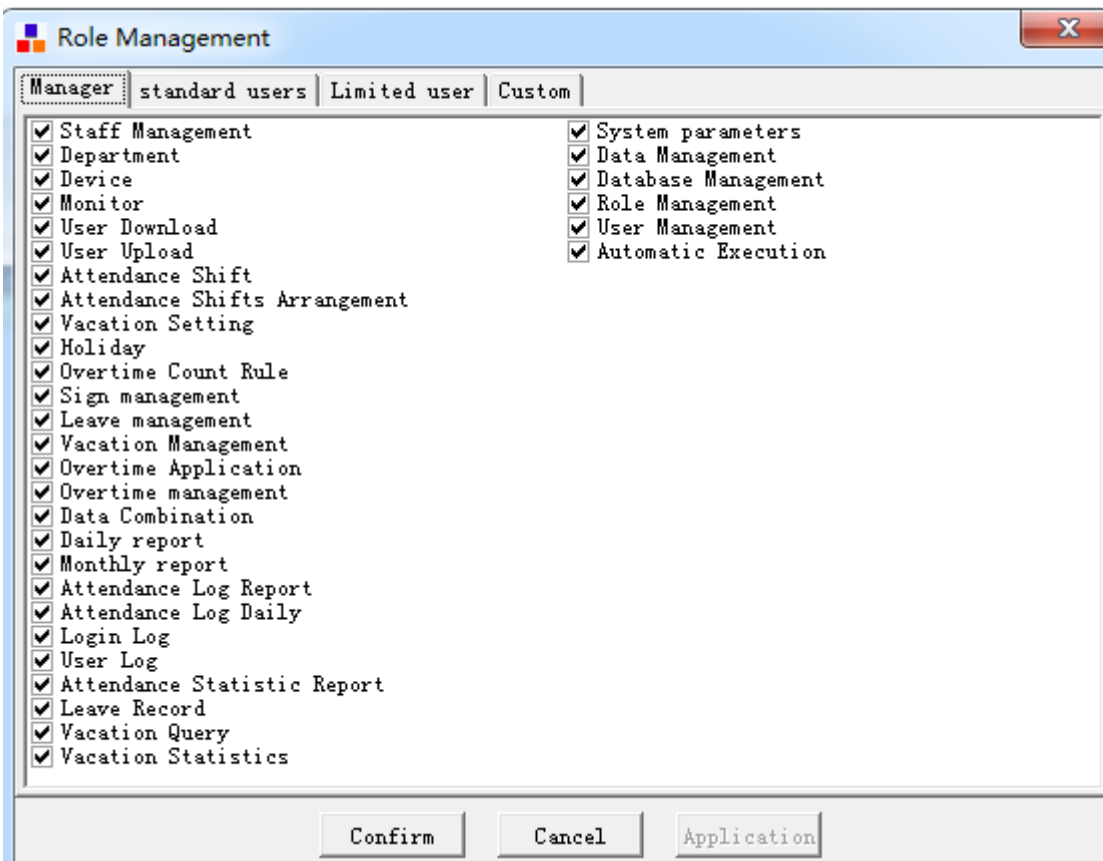 Role Management
Manager standard users Limited user Custom
Staff Management
Department
Device
Monitor
User Download
User Upload
Attendance Shift
Attendance Shifts Arrangement
Vacation Setting
Holiday
Overtime Count Rule
Sign management
Leave management
Vacation Management
Overtime Application
Overtime management
Data Combination
Daily report
Monthly report
Attendance Log Report
Attendance Log Daily
Login Log
User Log
Attendance Statistic Report
Leave Record
Vacation Query
Vacation Statistics
System parameters
Data Management
Database Management
Role Management
User Management
Automatic Execution
Confirm Cancel Application